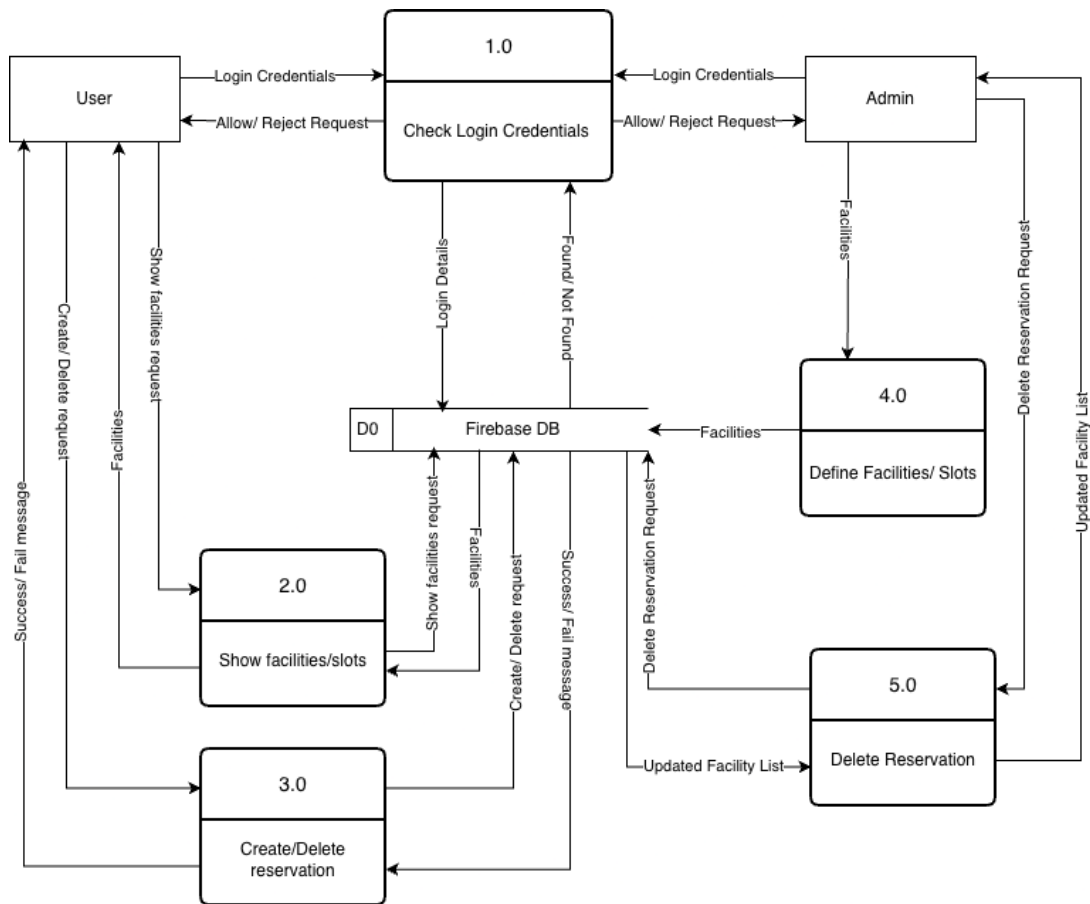 1.0
Check Login Credentials
User
Login Credentials
Allow/ Reject Request
Login Credentials
Allow/ Reject Request
Admin
Success/ Fail message
Create/ Delete request
Facilities
Show facilities request
Login Details
Found/ Not Found
Facilities
Delete Reservation Request
Updated Facility List
D0
Firebase DB
Facilities
4.0
Define Facilities/ Slots
2.0
Show facilities/slots
Show facilities request
Facilities
Create/ Delete request
Success/ Fail message
Delete Reservation Request
Updated Facility List
5.0
Delete Reservation
3.0
Create/Delete
reservation